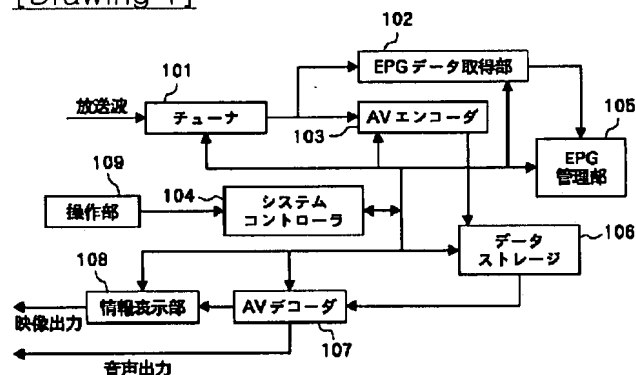 [Drawing 1]
102
101
EPGデータ取得部
放送波
105
チューナ
AVエンコーダ
103
EPG
管理部
109
104
システム
コントローラ
操作部
データ
ストレージ
106
108
情報表示部
AVデコーダ
映像出力
107
音声出力